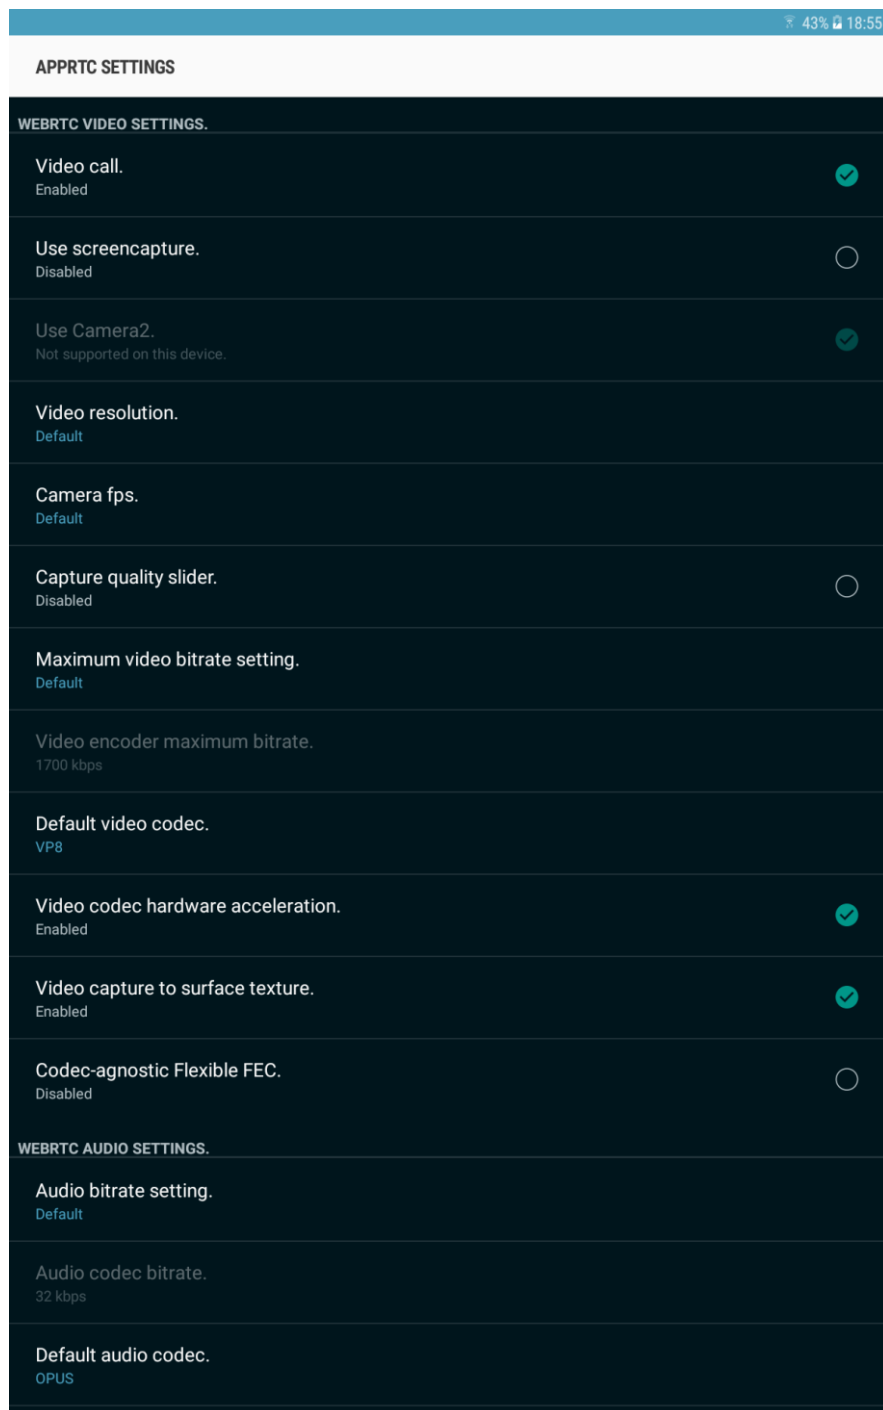 43% 18:55
APPRTC SETTINGS
WEBRTC VIDEO SETTINGS.
Video call.
Enabled
Use screencapture.
Disabled
Use Camera2.
Not supported on this device.
Video resolution.
Default
Camera fps.
Default
Capture quality slider.
Disabled
Maximum video bitrate setting.
Default
Video encoder maximum bitrate.
1700 kbps
Default video codec.
VP8
Video codec hardware acceleration.
Enabled
Video capture to surface texture.
Enabled
Codec-agnostic Flexible FEC.
Disabled
WEBRTC AUDIO SETTINGS.
Audio bitrate setting.
Default
Audio codec bitrate.
32 kbps
Default audio codec.
OPUS